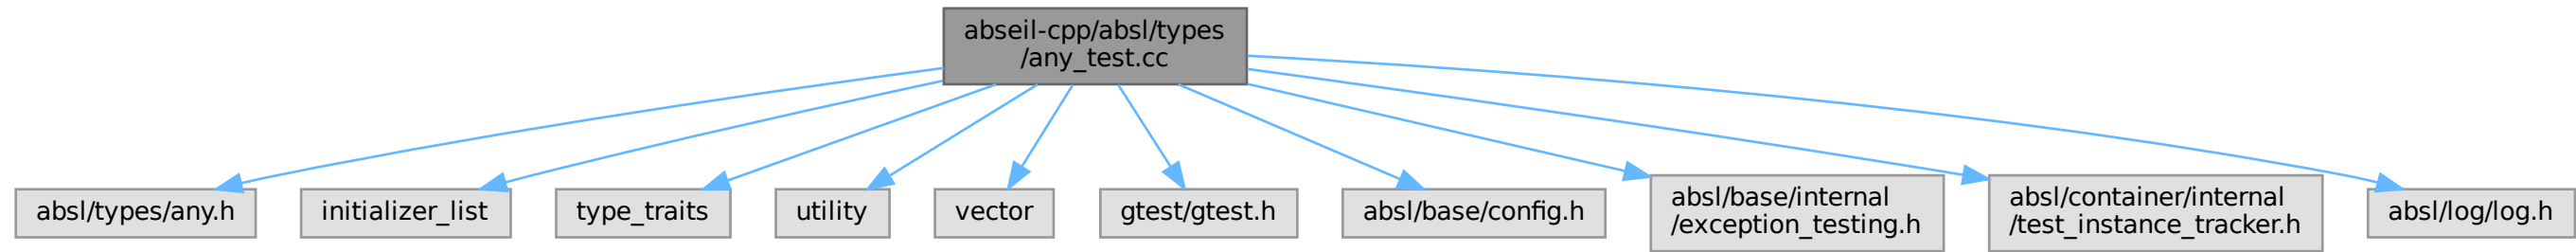 abseil-cpp/absl/types
/any_test.cc
absl/types/any.h
initializer_list
type_traits
utility
vector
gtest/gtest.h
absl/base/config.h
absl/base/internal
/exception_testing.h
absl/container/internal
/test_instance_tracker.h
absl/log/log.h